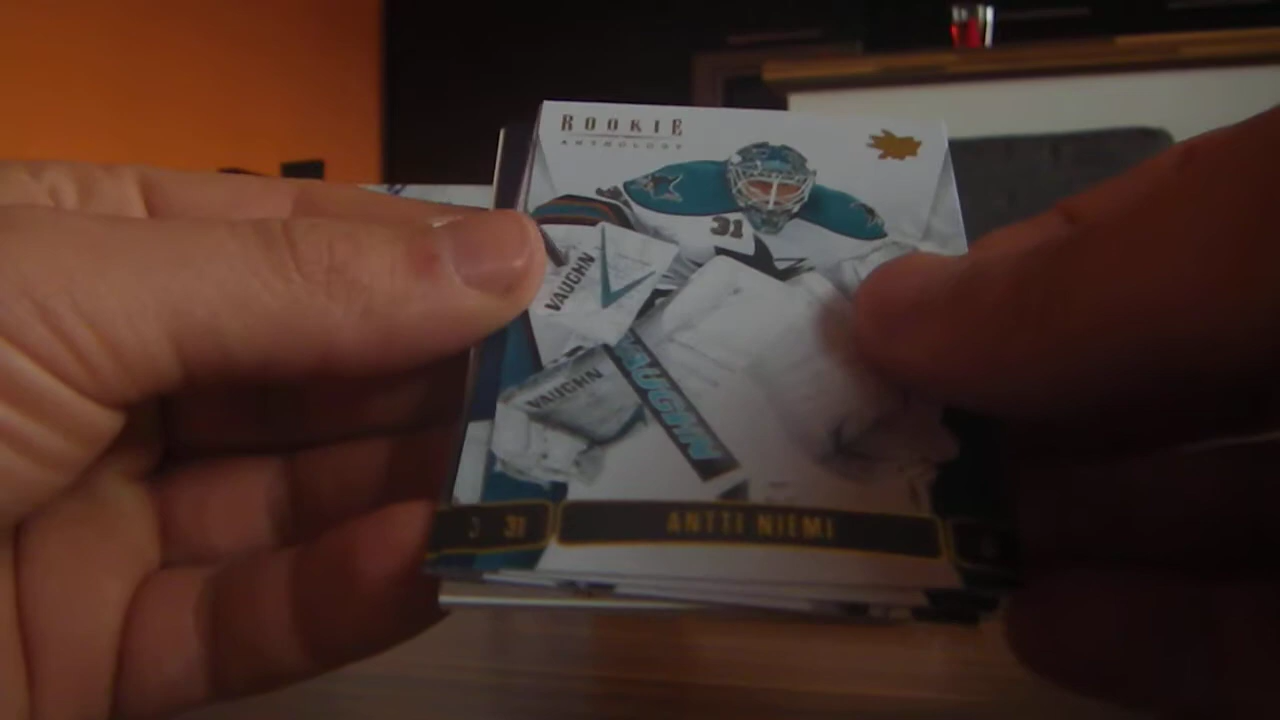 ROOKIE
ANTHOLOGY
31
VAUGHN
VAUGHN
VAUGHN
31
ANTTI NIEMI